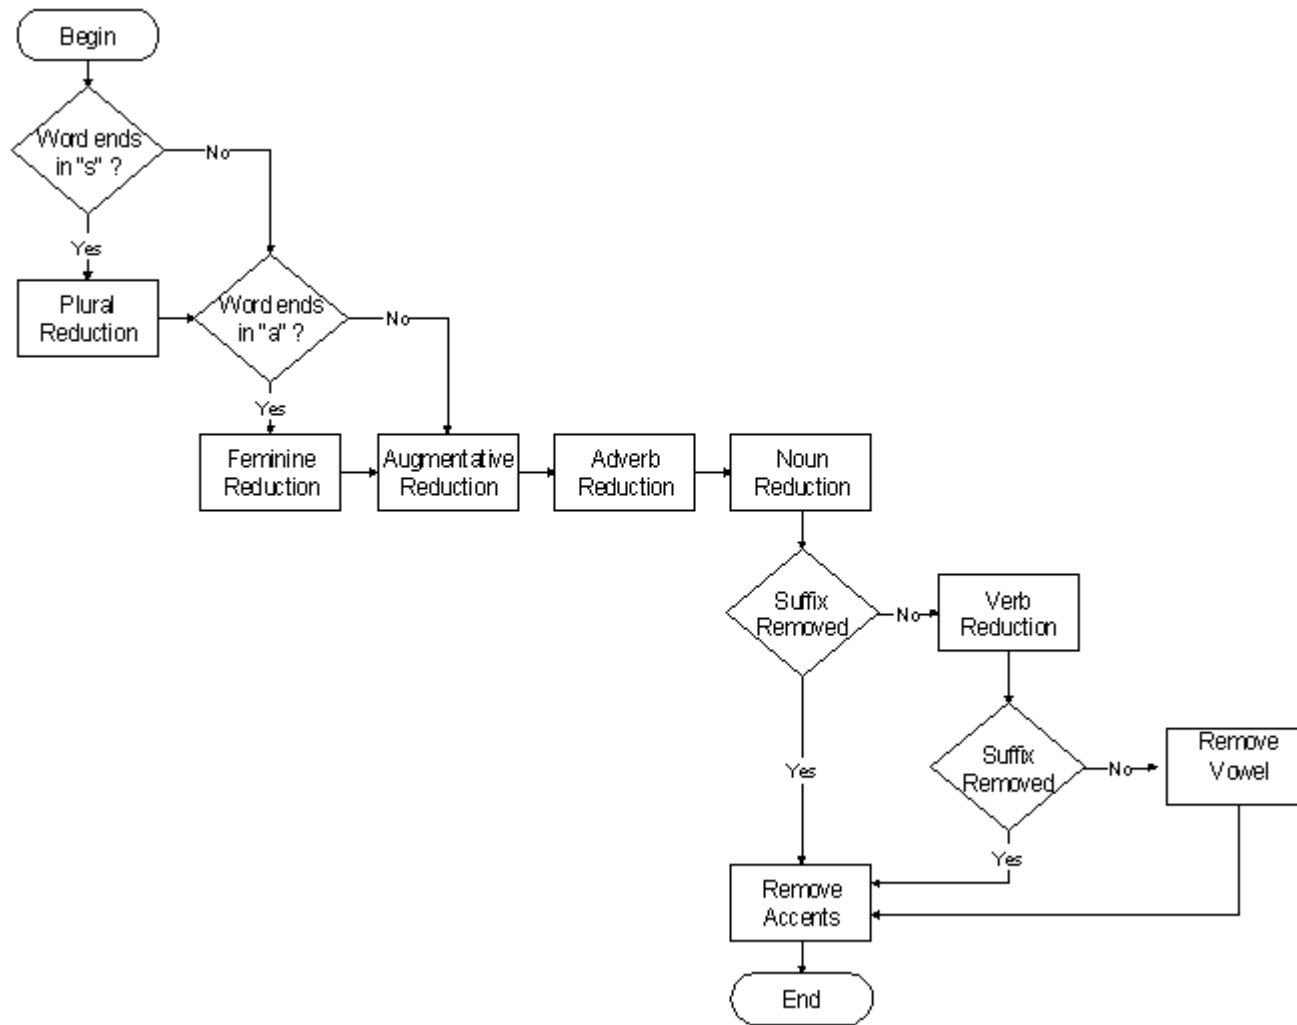 Begin
Word ends
in "s" ?
No
Yes
Plural
Reduction
Word ends
in "a" ?
No
Yes
Feminine
Reduction
Augmentative
Reduction
Adverb
Reduction
Noun
Reduction
Suffix
Removed
No
Verb
Reduction
Yes
Suffix
Removed
No
Remove
Vowel
Yes
Remove
Accents
End